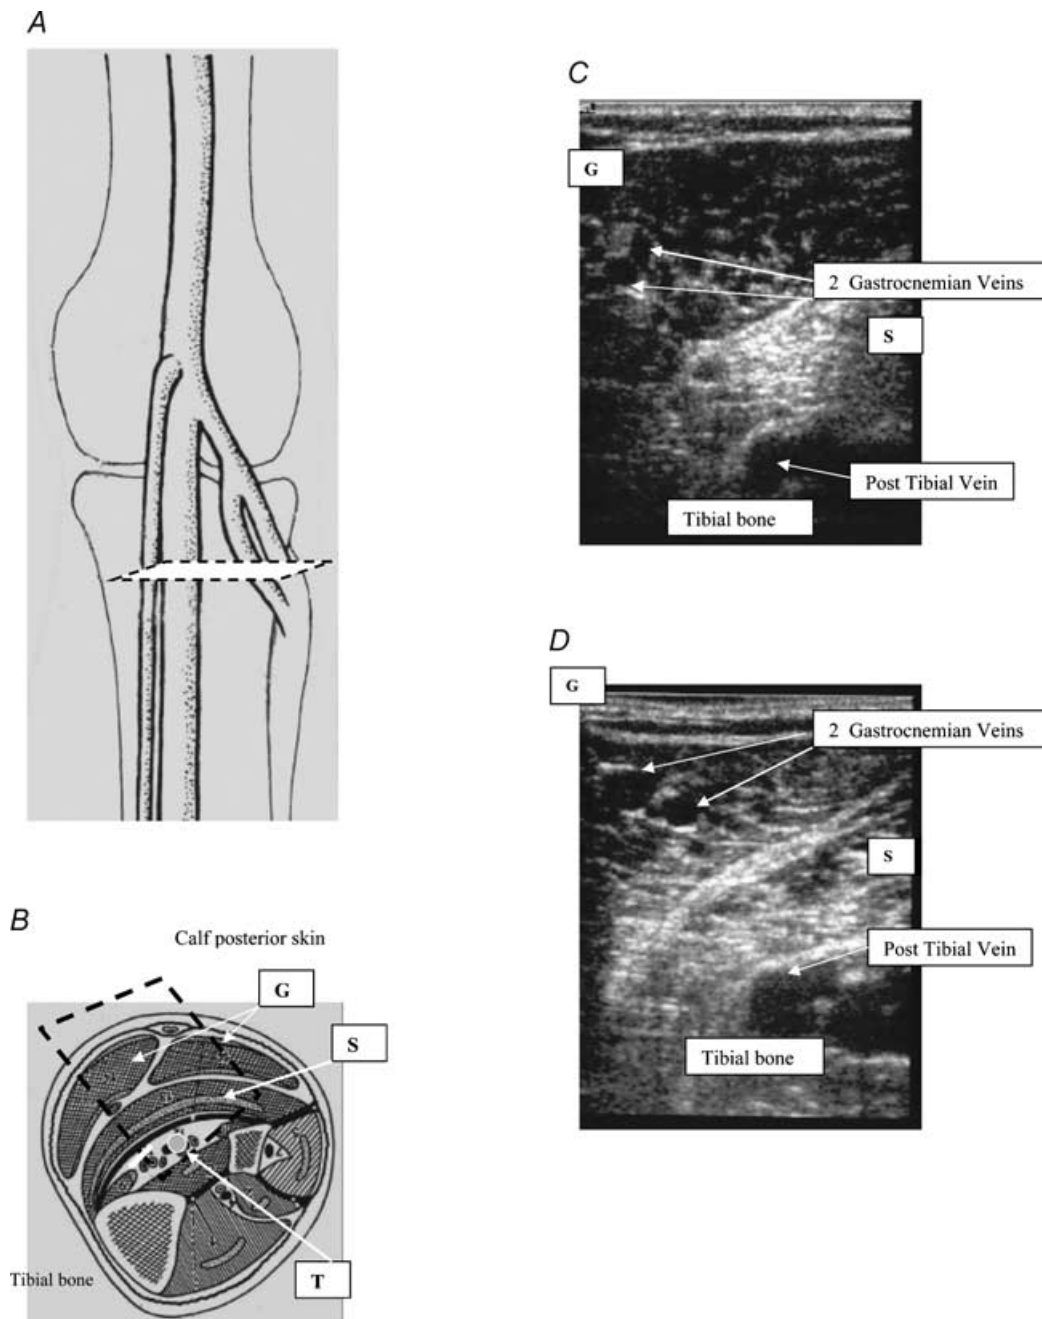 A
C
G
2 Gastrocnemian Veins
S
Post Tibial Vein
Tibial bone
D
G
2 Gastrocnemian Veins
S
Post Tibial Vein
Tibial bone
B
Calf posterior skin
G
S
Tibial bone
T